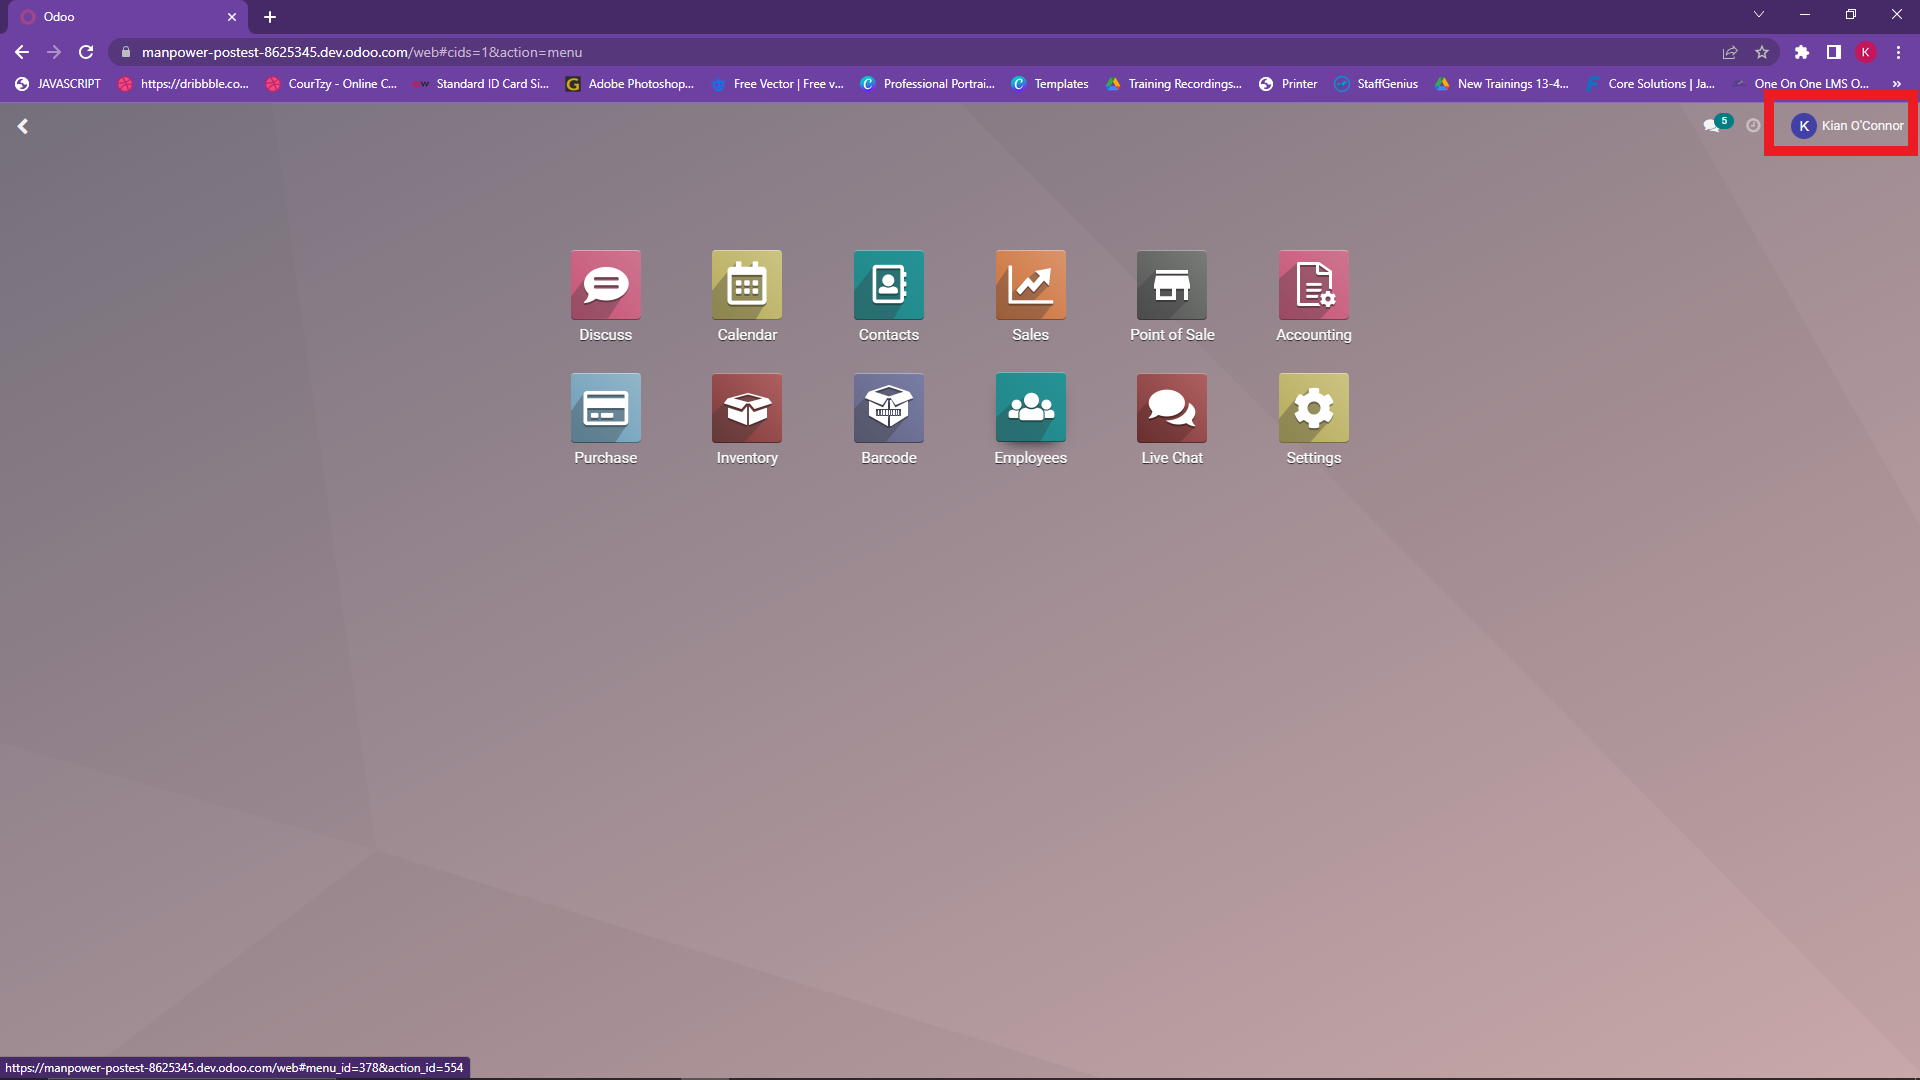 Odoo
manpower-postest-8625345.dev.odoo.com/web#cids=1&action=menu
K
JAVASCRIPT
https://dribbble.co...
CourTzy - Online C...
Standard ID Card Si...
G
Adobe Photoshop...
Free Vector | Free v...
Professional Portrai...
Templates
Training Recordings...
Printer
StaffGenius
New Trainings 13-4...
Core Solutions | Ja...
One On One LMS O...
»
5
K Kian O'Connor
Discuss
Calendar
Contacts
Sales
Point of Sale
Accounting
Purchase
Inventory
Barcode
Employees
Live Chat
Settings
https://manpower-postest-8625345.dev.odoo.com/web#menu_id=378&action_id=554